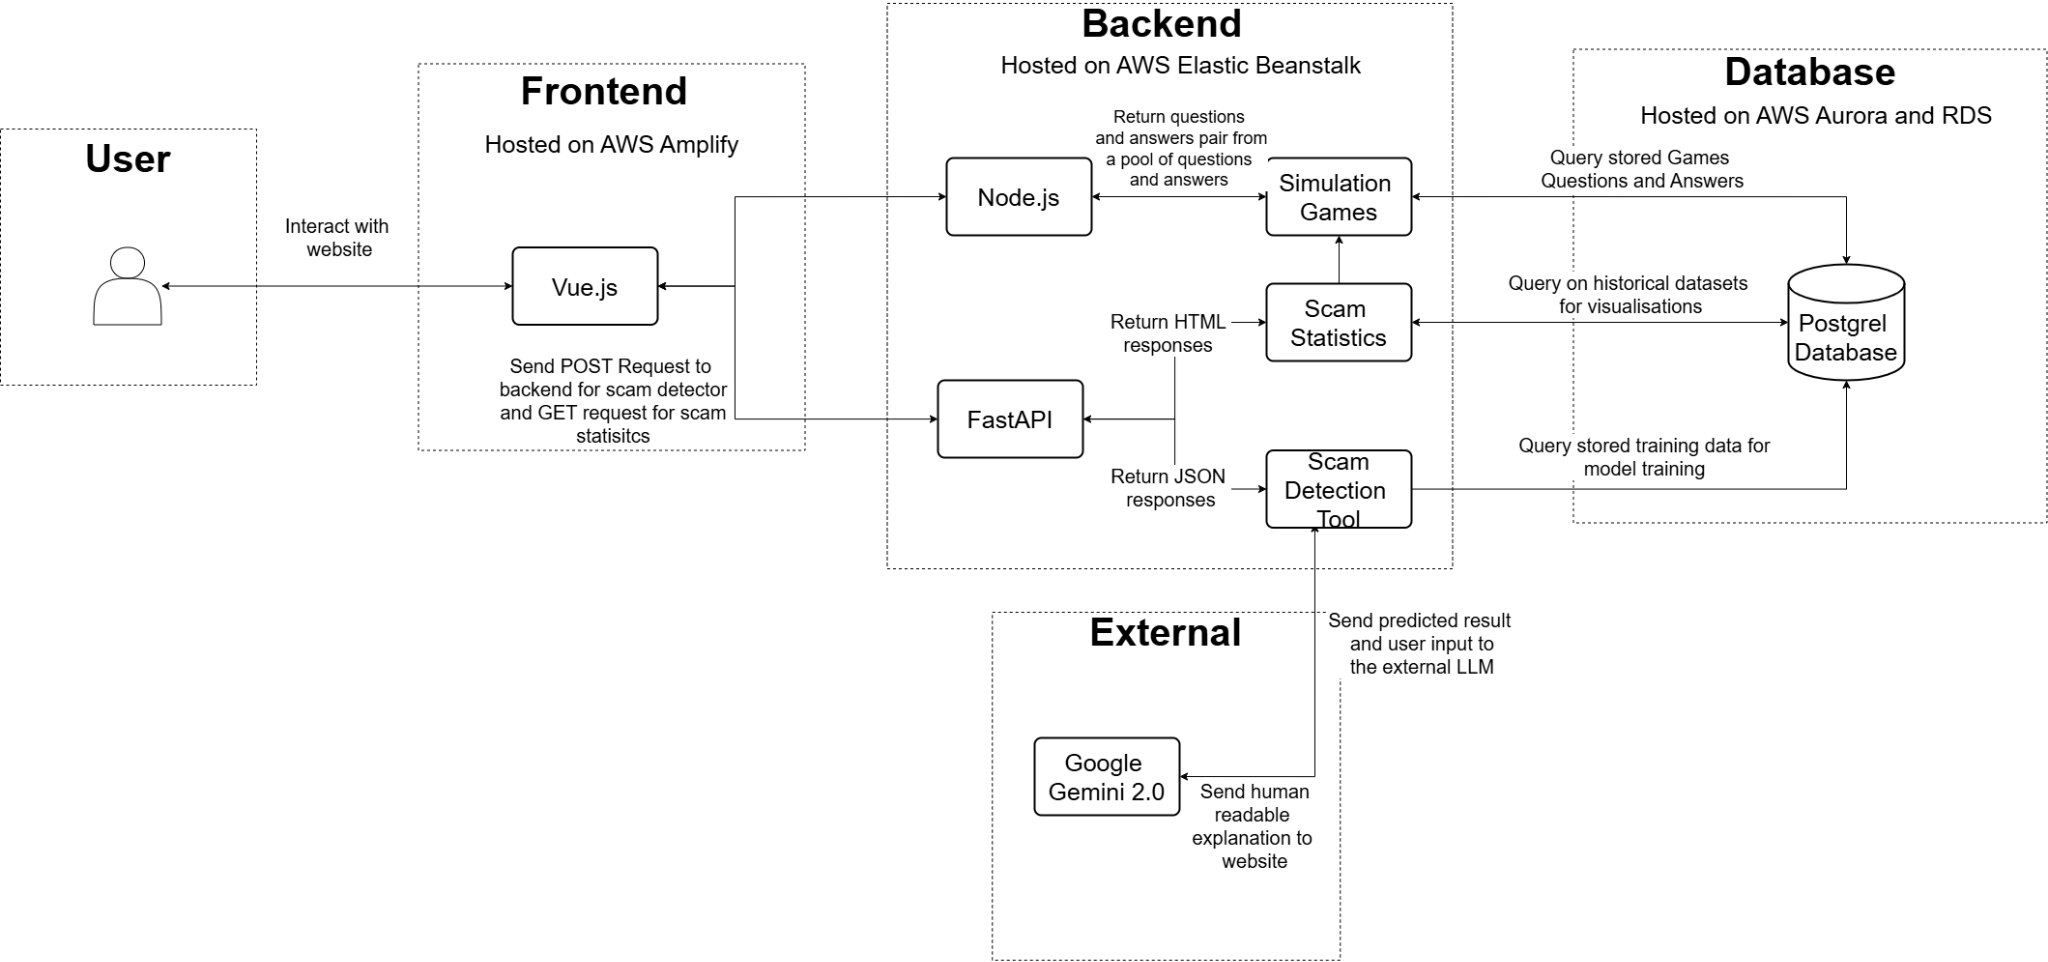 User
Interact with
website
Frontend
Hosted on AWS Amplify
Vue.js
Send POST Request to
backend for scam detector
and GET request for scam
statisitcs
Backend
Hosted on AWS Elastic Beanstalk
Node.js
Return questions
and answers pair from
a pool of questions
and answers
Simulation
Games
Scam
Statistics
Return HTML
responses
FastAPI
Return JSON
responses
Scam
Detection
Tool
Database
Hosted on AWS Aurora and RDS
Query stored Games
Questions and Answers
Query on historical datasets
for visualisations
Postgrel
Database
Query stored training data for
model training
External
Send predicted result
and user input to
the external LLM
Google
Gemini 2.0
Send human
readable
explanation to
website